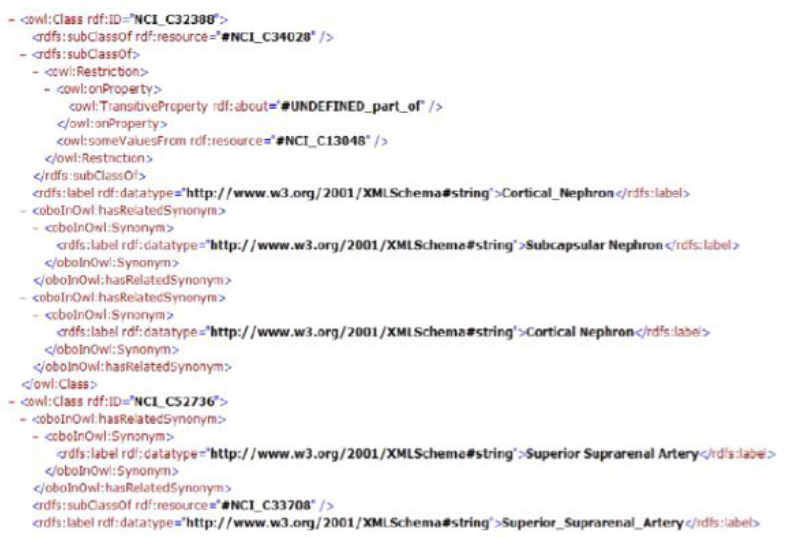 - <owl:Class rdf:ID="NCI_C32388">
<rdfs:subClassOf rdf:resource="#NCI_C34028" />
- <rdfs:subClassOf>
- <owl:Restriction>
- <owl:onProperty>
<owl:TransitiveProperty rdf:about="#UNDEFINED_part_of" />
</owl:onProperty>
<owl:someValuesFrom rdf:resource="#NCI_C13048" />
</owl:Restriction>
</rdfs:subClassOf>
<rdfs:label rdf:datatype="http://www.w3.org/2001/XMLSchema#string">Cortical_Nephron</rdfs:label>
- <oboInOwl:hasRelatedSynonym>
- <oboInOwl:Synonym>
<rdfs:label rdf:datatype="http://www.w3.org/2001/XMLSchema#string">Subcapsular Nephron</rdfs:label>
</oboInOwl:Synonym>
</oboInOwl:hasRelatedSynonym>
- <oboInOwl:hasRelatedSynonym>
- <oboInOwl:Synonym>
<rdfs:label rdf:datatype="http://www.w3.org/2001/XMLSchema#string">Cortical Nephron</rdfs:label>
</oboInOwl:Synonym>
</oboInOwl:hasRelatedSynonym>
</owl:Class>
- <owl:Class rdf:ID="NCI_C52736">
- <oboInOwl:hasRelatedSynonym>
- <oboInOwl:Synonym>
<rdfs:label rdf:datatype="http://www.w3.org/2001/XMLSchema#string">Superior Suprarenal Artery</rdfs:label>
</oboInOwl:Synonym>
</oboInOwl:hasRelatedSynonym>
<rdfs:subClassOf rdf:resource="#NCI_C33708" />
<rdfs:label rdf:datatype="http://www.w3.org/2001/XMLSchema#string">Superior_Suprarenal_Artery</rdfs:label>